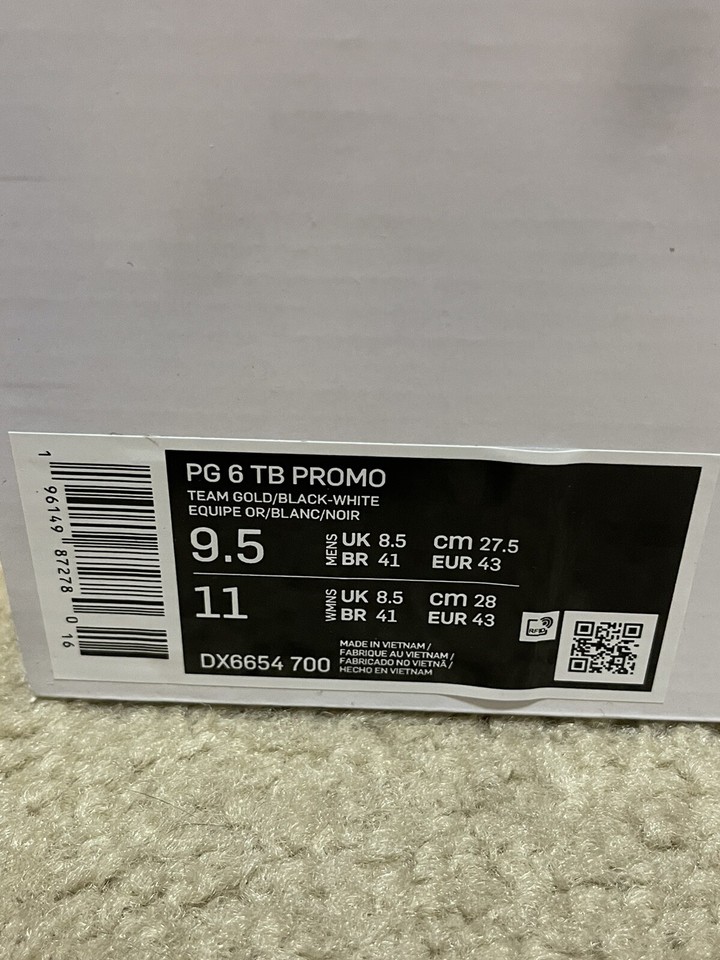 PG 6 TB PROMO
TEAM GOLD/BLACK-WHITE
EQUIPE OR/BLANC/NOIR
9.5 MENS UK 8.5 cm 27.5
BR 41 EUR 43
11 WMNS UK 8.5 cm 28
BR 41 EUR 43
DX6654 700
MADE IN VIETNAM /
FABRIQUE AU VIETNAM /
FABRICADO NO VIETNÃ /
HECHO EN VIETNAM
RFID
1 96149 87278 0 16